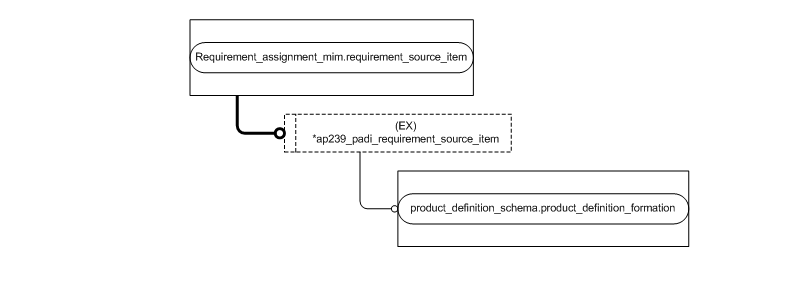 Requirement_assignment_mim.requirement_source_item
(EX)
*ap239_padi_requirement_source_item
product_definition_schema.product_definition_formation